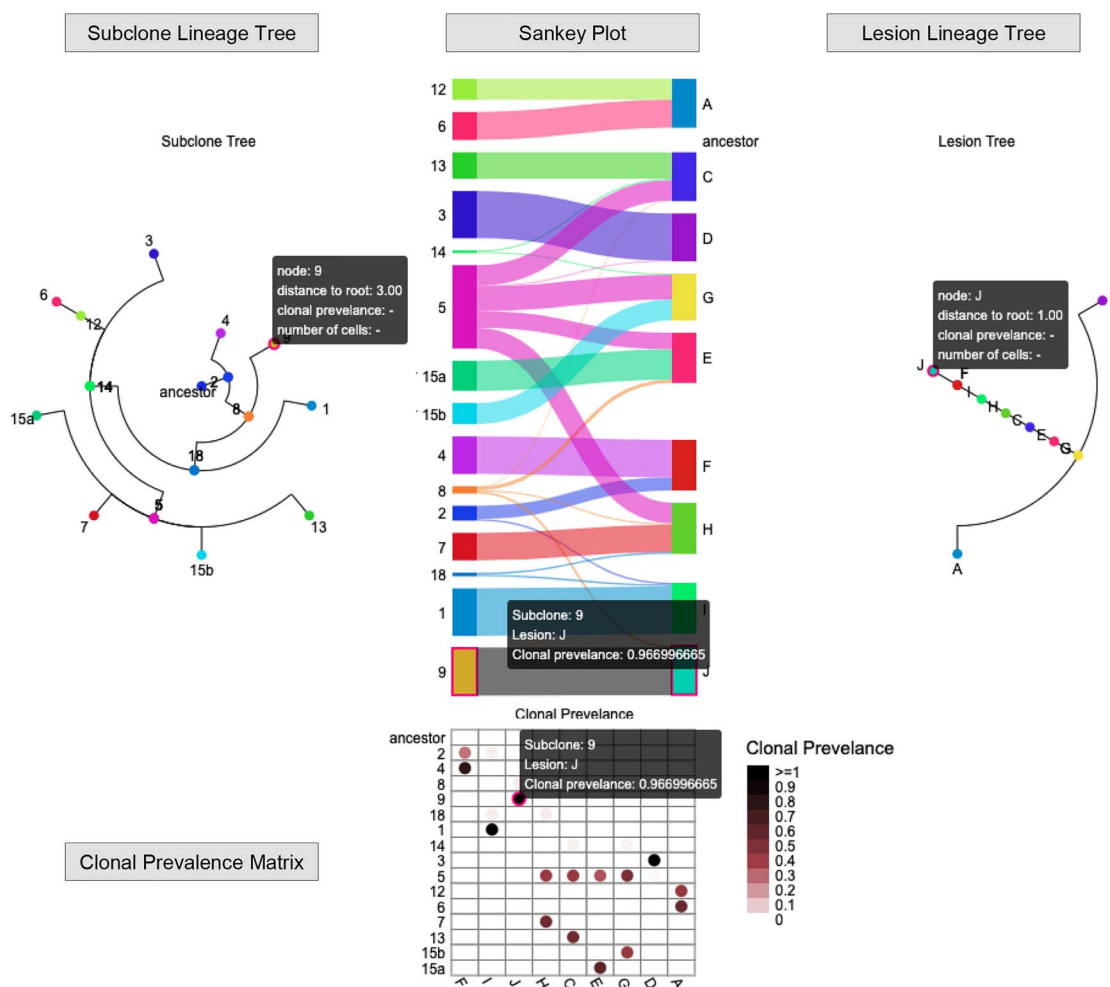 Subclone Lineage Tree
Sankey Plot
Lesion Lineage Tree
Subclone Tree
3
6
12
4
9
node: 9
distance to root: 3.00
clonal prevelance: -
number of cells: -
14
2
ancestor
8
1
15a
18
5
7
13
15b
12
6
13
3
14
5
15a
15b
4
8
2
7
18
1
9
A
ancestor
C
D
G
E
F
H
I
J
Subclone: 9
Lesion: J
Clonal prevelance: 0.966996665
Lesion Tree
node: J
distance to root: 1.00
clonal prevelance: -
number of cells: -
J
F
I
H
C
E
G
A
Clonal Prevelance
ancestor
2
4
8
9
18
1
14
3
5
12
6
7
13
15b
15a
F I J H C E G D A
Subclone: 9
Lesion: J
Clonal prevelance: 0.966996665
Clonal Prevelance
>=1
0.9
0.8
0.7
0.6
0.5
0.4
0.3
0.2
0.1
0
Clonal Prevalence Matrix